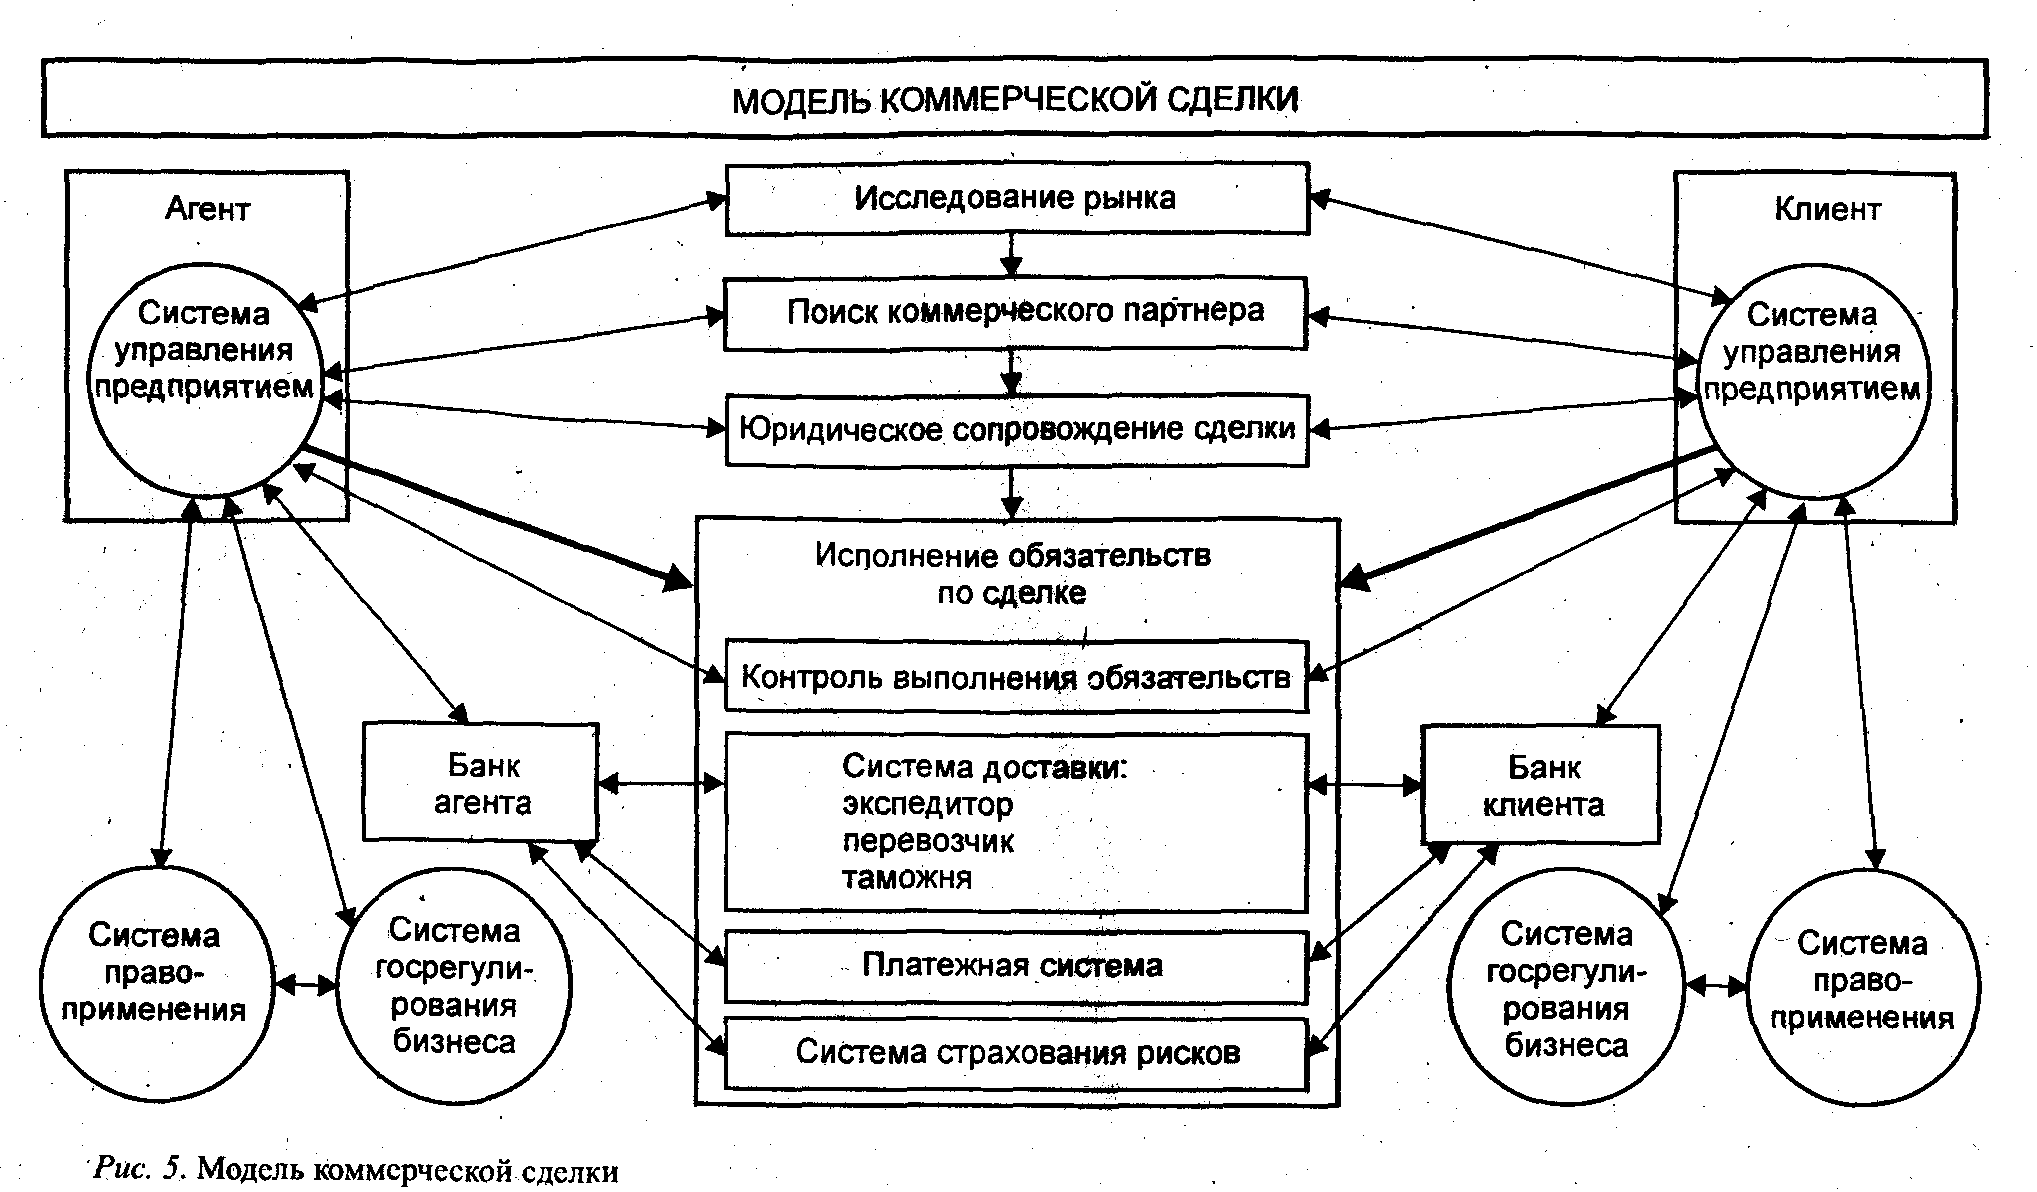 МОДЕЛЬ КОММЕРЧЕСКОЙ СДЕЛКИ
Агент
Система
управления
предприятием
Исследование рынка
Поиск коммерческого партнера
Юридическое сопровождение сделки
Клиент
Система
управления
предприятием
Исполнение обязательств
по сделке
Контроль выполнения обязательств
Банк
агента
Система доставки:
экспедитор
перевозчик
таможня
Банк
клиента
Платежная система
Система страхования рисков
Система
право-
применения
Система
госрегули-
рования
бизнеса
Система
госрегули-
рования
бизнеса
Система
право-
применения
Рис. 5. Модель коммерческой сделки